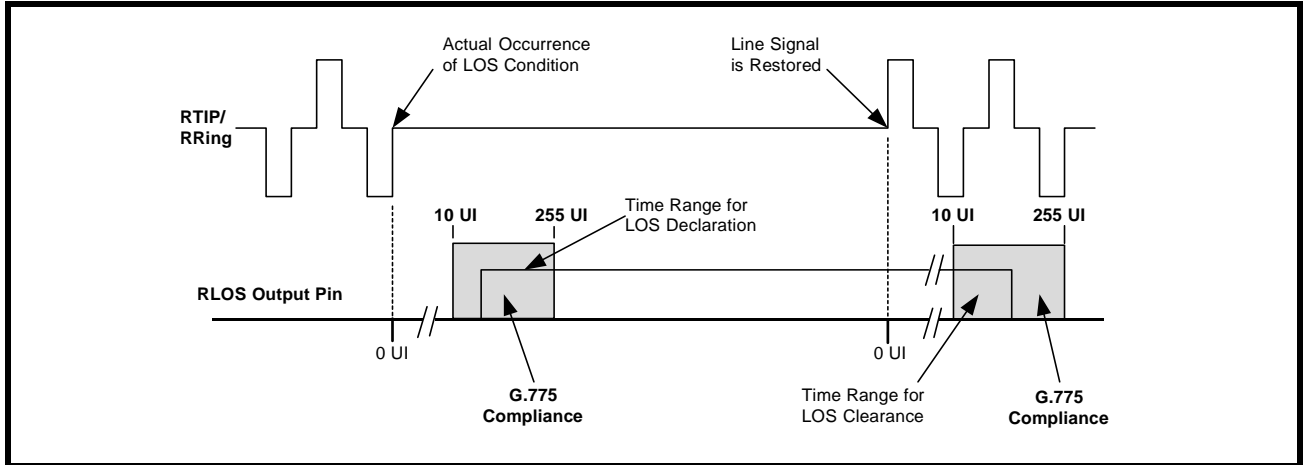 Actual Occurrence
of LOS Condition
Line Signal
is Restored
RTIP/
RRing
10 UI
255 UI
Time Range for
LOS Declaration
10 UI
255 UI
RLOS Output Pin
0 UI
0 UI
G.775
Compliance
Time Range for
LOS Clearance
G.775
Compliance